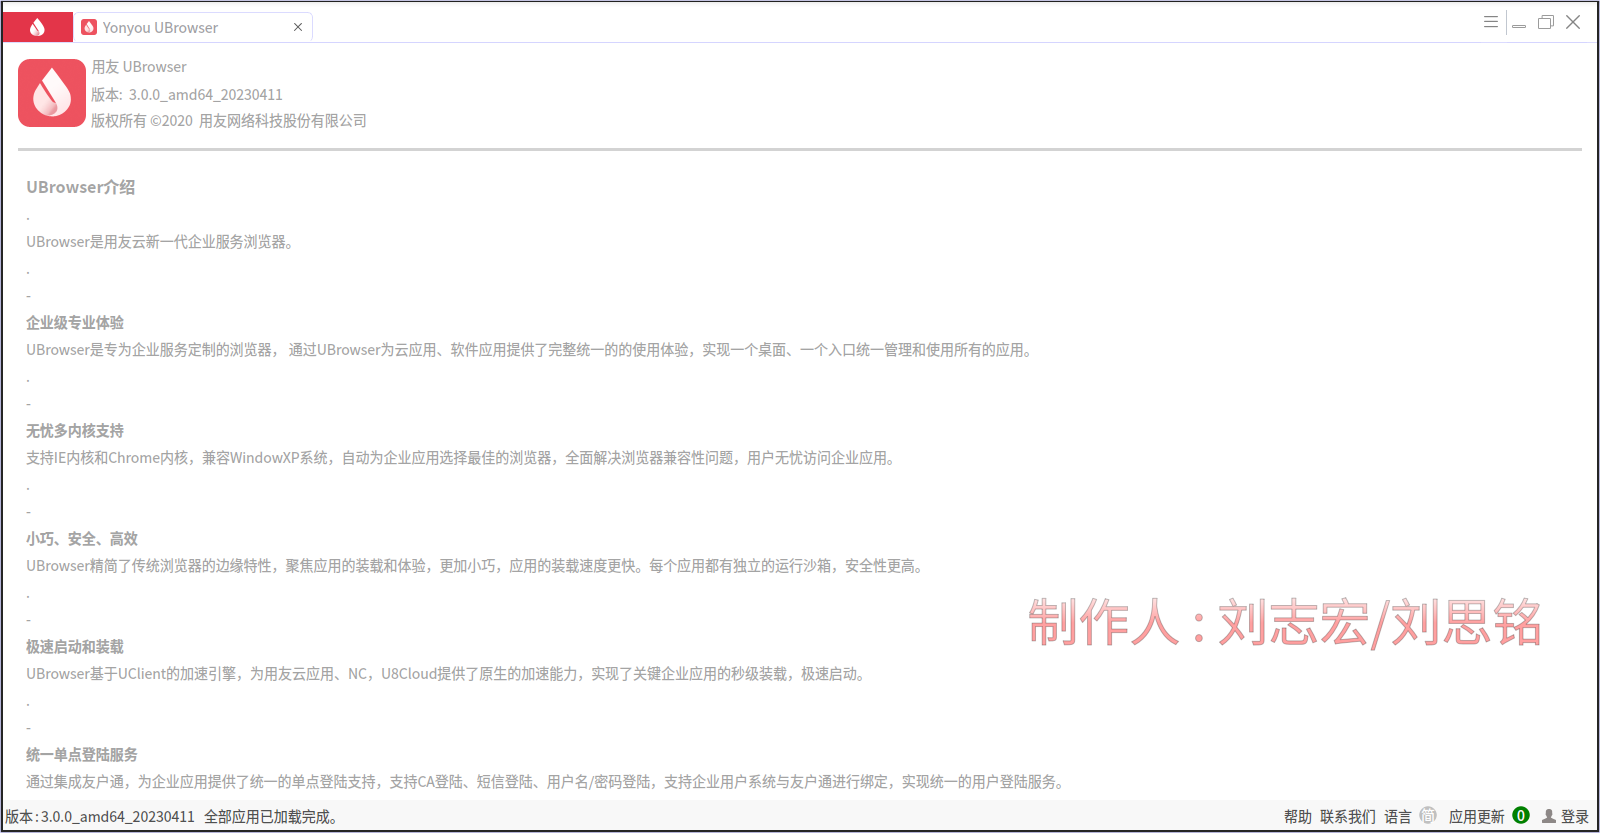 Yonyou UBrowser
用友 UBrowser
版本: 3.0.0_amd64_20230411
版权所有 ©2020 用友网络科技股份有限公司
UBrowser介绍
.
UBrowser是用友云新一代企业服务浏览器。
.
-
企业级专业体验
UBrowser是专为企业服务定制的浏览器， 通过UBrowser为云应用、软件应用提供了完整统一的的使用体验，实现一个桌面、一个入口统一管理和使用所有的应用。
.
-
无忧多内核支持
支持IE内核和Chrome内核，兼容WindowXP系统，自动为企业应用选择最佳的浏览器，全面解决浏览器兼容性问题，用户无忧访问企业应用。
.
-
小巧、安全、高效
UBrowser精简了传统浏览器的边缘特性，聚焦应用的装载和体验，更加小巧，应用的装载速度更快。每个应用都有独立的运行沙箱，安全性更高。
.
-
制作人：刘志宏/刘思铭
极速启动和装载
UBrowser基于UClient的加速引擎，为用友云应用、NC，U8Cloud提供了原生的加速能力，实现了关键企业应用的秒级装载，极速启动。
.
-
统一单点登陆服务
通过集成友户通，为企业应用提供了统一的单点登陆支持，支持CA登陆、短信登陆、用户名/密码登陆，支持企业用户系统与友户通进行绑定，实现统一的用户登陆服务。
版本:3.0.0_amd64_20230411 全部应用已加载完成。 帮助 联系我们 语言 简 应用更新 0 登录